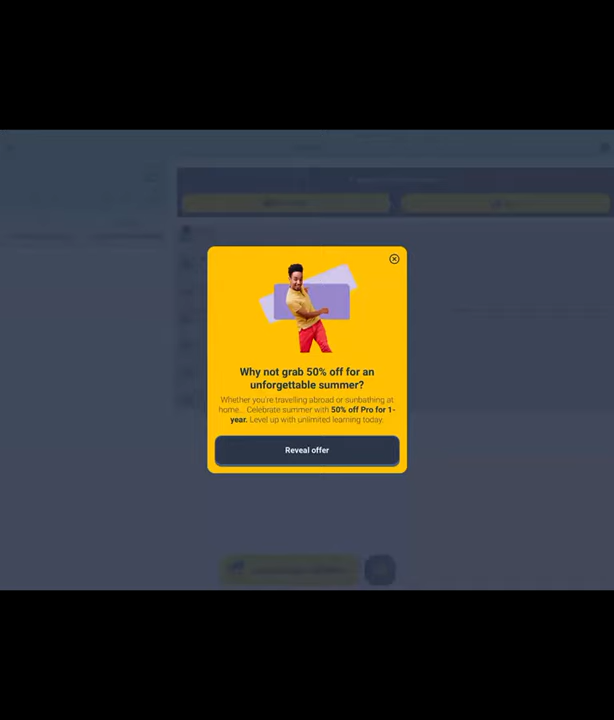 Why not grab 50% off for an
unforgettable summer?
Whether you're travelling abroad or sunbathing at
home... Celebrate summer with 50% off Pro for 1-
year. Level up with unlimited learning today.
Reveal offer